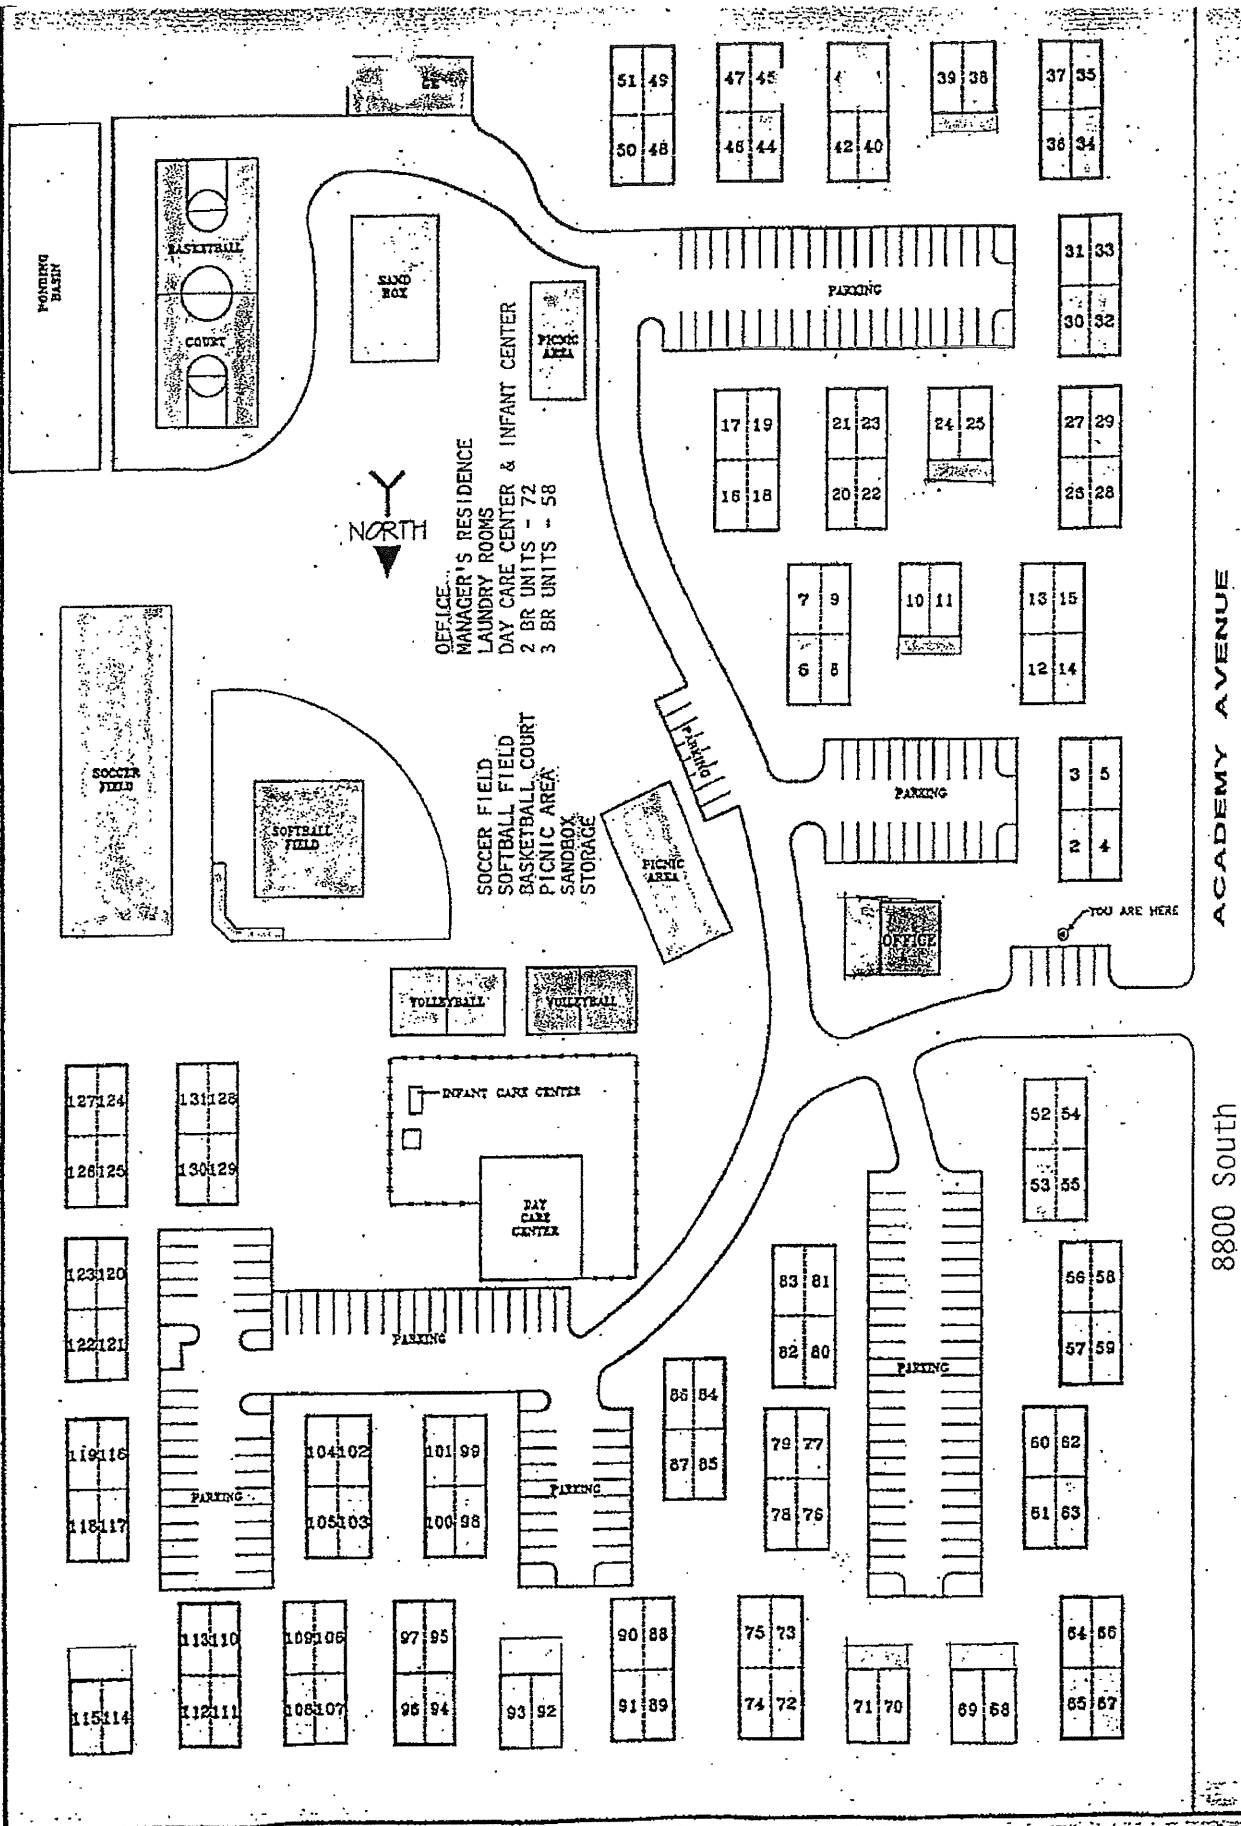 51 49
50 48
47 45
46 44
42 40
39 38
37 35
36 34
PONDING
BASIN
BASKETBALL
COURT
SAND
BOX
PICNIC
AREA
PARKING
31 33
30 32
17 19
16 18
21 23
20 22
24 25
27 29
26 28
NORTH
OFFICE
MANAGER'S RESIDENCE
LAUNDRY ROOMS
DAY CARE CENTER & INFANT CENTER
2 BR UNITS - 72
3 BR UNITS - 58
7 9
6 8
10 11
13 15
12 14
SOCCER
FIELD
SOFTBALL
FIELD
SOCCER FIELD
SOFTBALL FIELD
BASKETBALL COURT
PICNIC AREA
SANDBOX
STORAGE
PARKING
PICNIC
AREA
PARKING
3 5
2 4
OFFICE
YOU ARE HERE
ACADEMY AVENUE
8800 South
VOLLEYBALL
VOLLEYBALL
INFANT CARE CENTER
DAY
CARE
CENTER
127 124
126 125
131 128
130 129
52 54
53 55
123 120
122 121
PARKING
83 81
82 80
PARKING
56 58
57 59
119 116
118 117
PARKING
104 102
105 103
101 99
100 98
PARKING
86 84
87 85
79 77
78 76
60 62
61 63
115 114
113 110
112 111
109 106
108 107
97 95
96 94
93 92
90 88
91 89
75 73
74 72
71 70
69 68
64 66
65 67